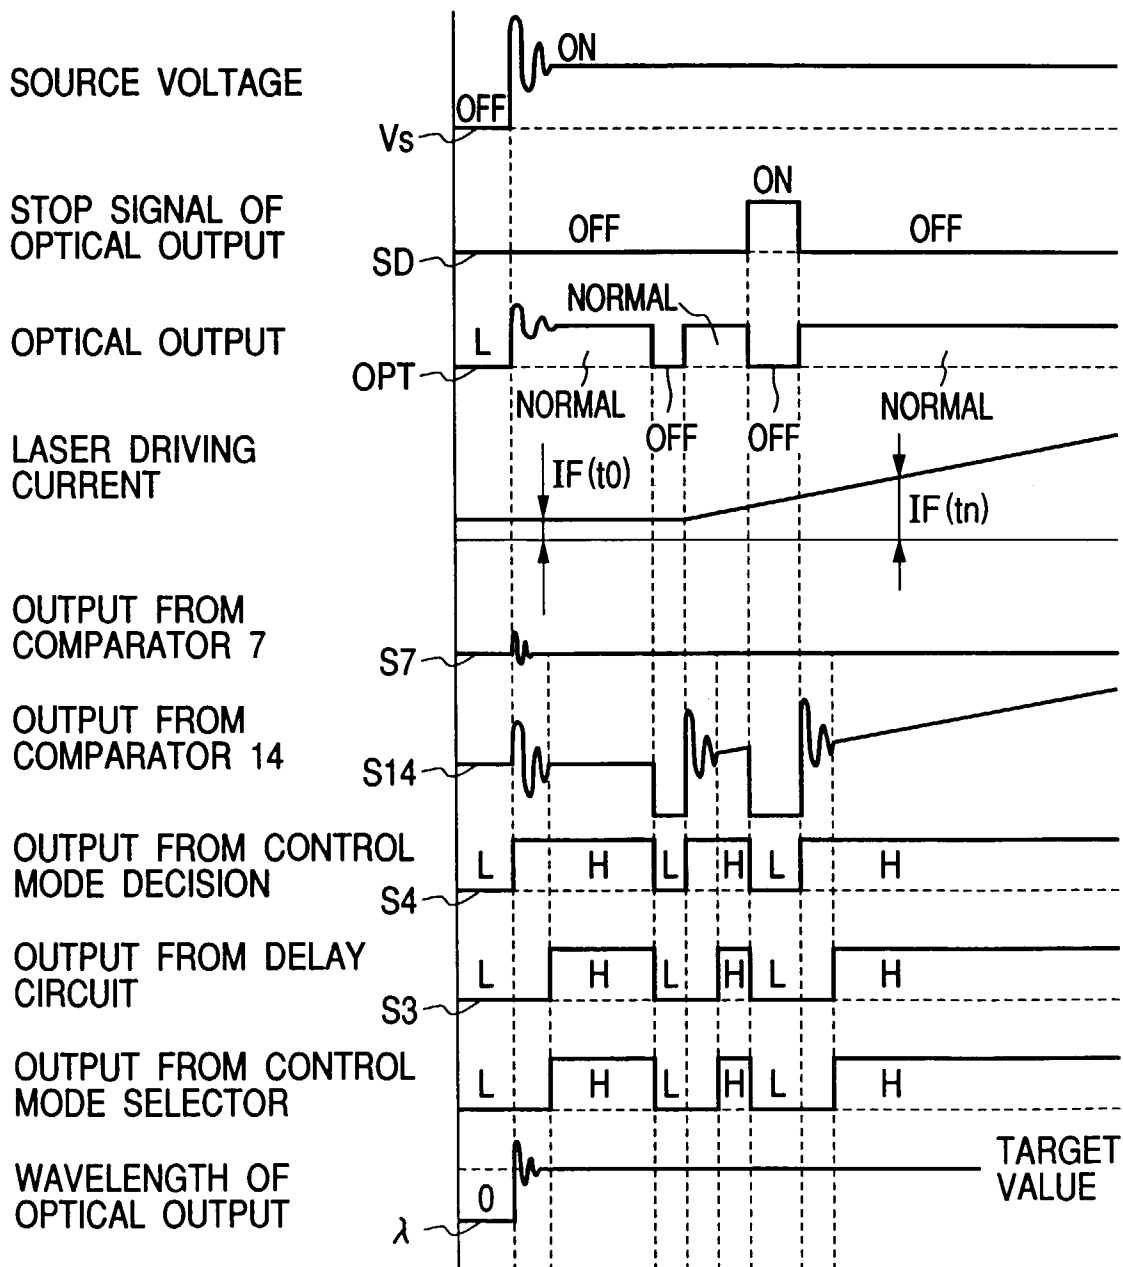 SOURCE VOLTAGE
ON
OFF
Vs
STOP SIGNAL OF
OPTICAL OUTPUT
ON
OFF
OFF
SD
OPTICAL OUTPUT
NORMAL
L
OPT
NORMAL
OFF
OFF
NORMAL
LASER DRIVING
CURRENT
IF(t0)
IF(tn)
OUTPUT FROM
COMPARATOR 7
S7
OUTPUT FROM
COMPARATOR 14
S14
OUTPUT FROM CONTROL
MODE DECISION
L H L H L H
S4
OUTPUT FROM DELAY
CIRCUIT
L H L H L H
S3
OUTPUT FROM CONTROL
MODE SELECTOR
L H L H L H
WAVELENGTH OF
OPTICAL OUTPUT
0
λ
TARGET
VALUE